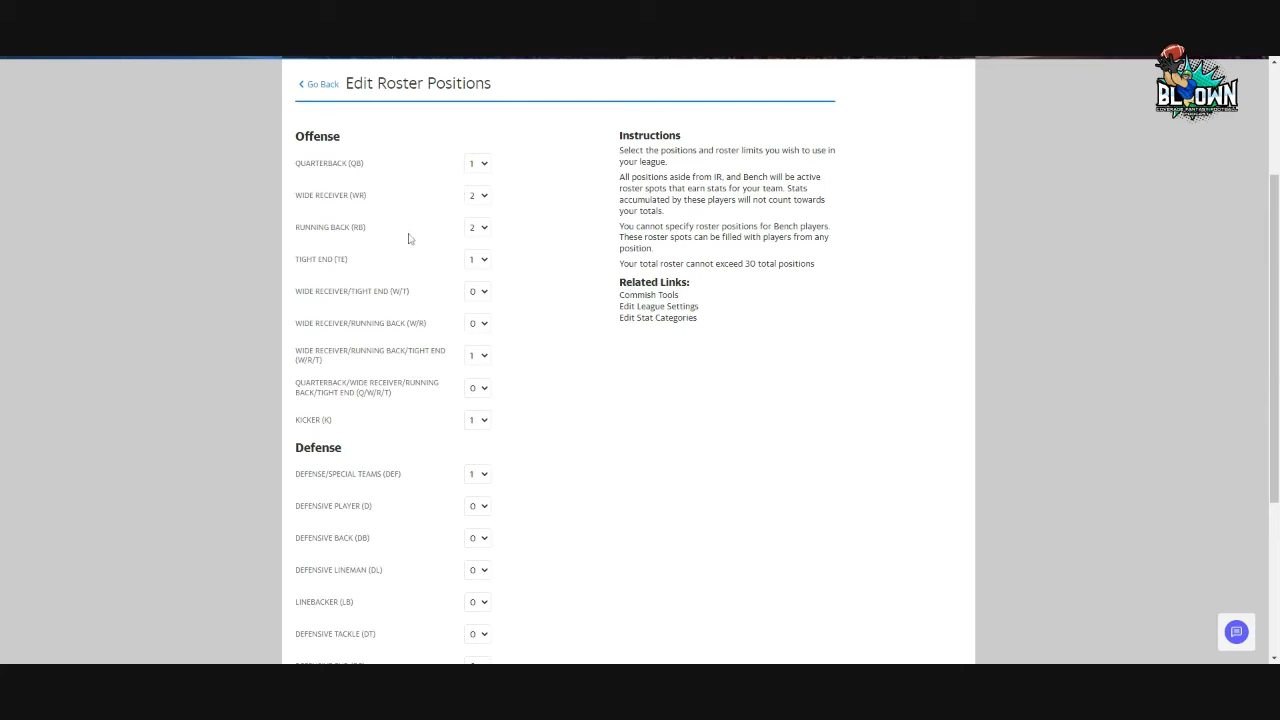 Go Back
Edit Roster Positions
Offense
QUARTERBACK (QB)
1
WIDE RECEIVER (WR)
2
RUNNING BACK (RB)
2
TIGHT END (TE)
1
WIDE RECEIVER/TIGHT END (W/T)
0
WIDE RECEIVER/RUNNING BACK (W/R)
0
WIDE RECEIVER/RUNNING BACK/TIGHT END
(W/R/T)
1
QUARTERBACK/WIDE RECEIVER/RUNNING
BACK/TIGHT END (Q/W/R/T)
0
KICKER (K)
1
Defense
DEFENSE/SPECIAL TEAMS (DEF)
1
DEFENSIVE PLAYER (D)
0
DEFENSIVE BACK (DB)
0
DEFENSIVE LINEMAN (DL)
0
LINEBACKER (LB)
0
DEFENSIVE TACKLE (DT)
0
Instructions
Select the positions and roster limits you wish to use in
your league.
All positions aside from IR, and Bench will be active
roster spots that earn stats for your team. Stats
accumulated by these players will not count towards
your totals.
You cannot specify roster positions for Bench players.
These roster spots can be filled with players from any
position.
Your total roster cannot exceed 30 total positions
Related Links:
Commish Tools
Edit League Settings
Edit Stat Categories
BLOWN
COVERAGE FANTASY FOOTBALL
PODCAST